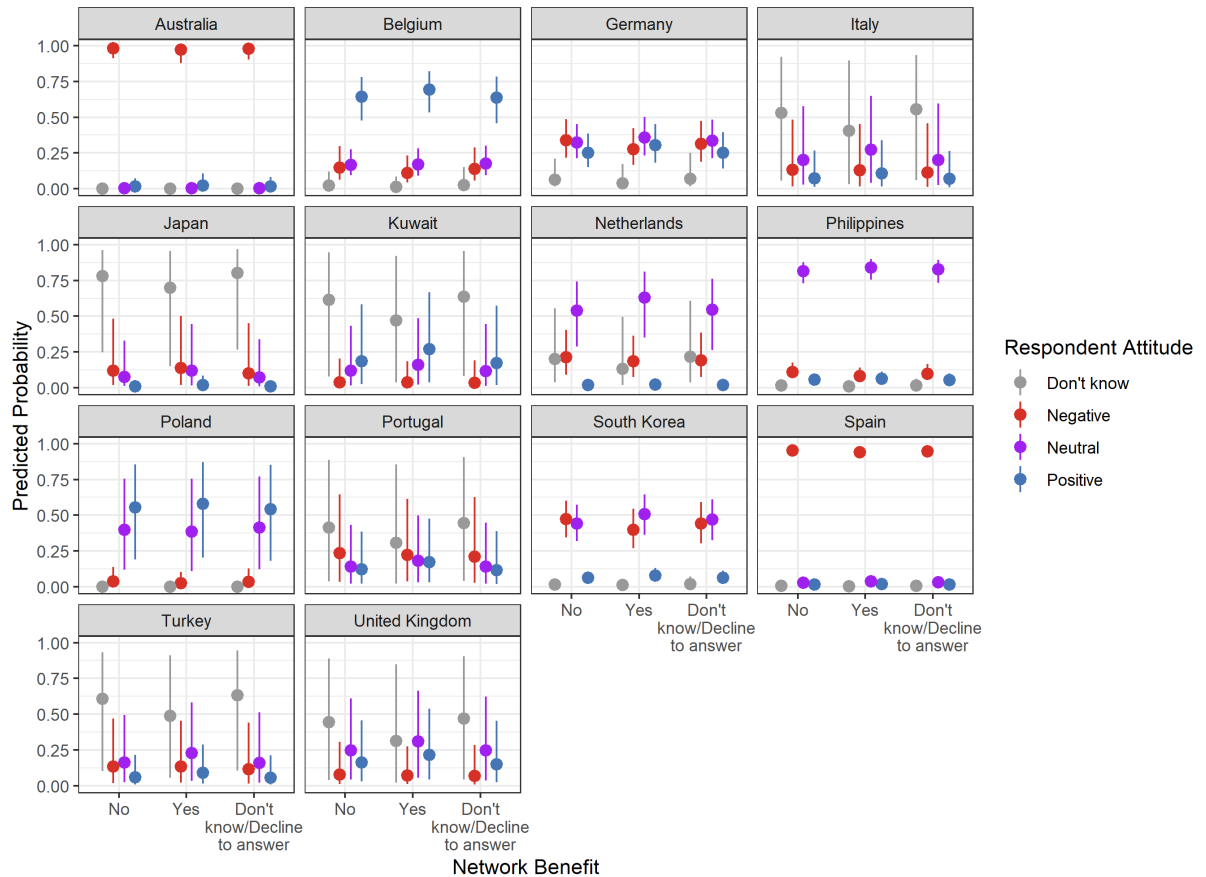 Australia
Belgium
Germany
Italy
1.00
0.75
0.50
0.25
0.00
Japan
Kuwait
Netherlands
Philippines
1.00
0.75
0.50
0.25
0.00
Poland
Portugal
South Korea
Spain
1.00
0.75
0.50
0.25
0.00
No
Yes
Don't
know/Decline
to answer
No
Yes
Don't
know/Decline
to answer
Turkey
United Kingdom
1.00
0.75
0.50
0.25
0.00
No
Yes
Don't
know/Decline
to answer
No
Yes
Don't
know/Decline
to answer
Predicted Probability
Network Benefit
Respondent Attitude
Don't know
Negative
Neutral
Positive